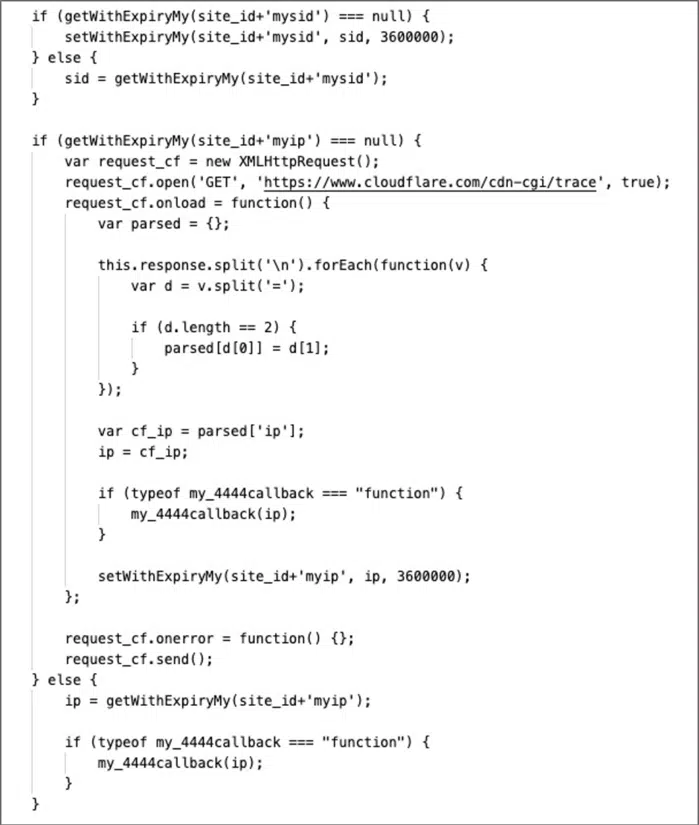 if (getWithExpiryMy(site_id+'mysid') === null) {
    setWithExpiryMy(site_id+'mysid', sid, 3600000);
} else {
    sid = getWithExpiryMy(site_id+'mysid');
}

if (getWithExpiryMy(site_id+'myip') === null) {
    var request_cf = new XMLHttpRequest();
    request_cf.open('GET', 'https://www.cloudflare.com/cdn-cgi/trace', true);
    request_cf.onload = function() {
        var parsed = {};

        this.response.split('\n').forEach(function(v) {
            var d = v.split('=');

            if (d.length == 2) {
                parsed[d[0]] = d[1];
            }
        });

        var cf_ip = parsed['ip'];
        ip = cf_ip;

        if (typeof my_4444callback === "function") {
            my_4444callback(ip);
        }

        setWithExpiryMy(site_id+'myip', ip, 3600000);
    };

    request_cf.onerror = function() {};
    request_cf.send();
} else {
    ip = getWithExpiryMy(site_id+'myip');

    if (typeof my_4444callback === "function") {
        my_4444callback(ip);
    }
}